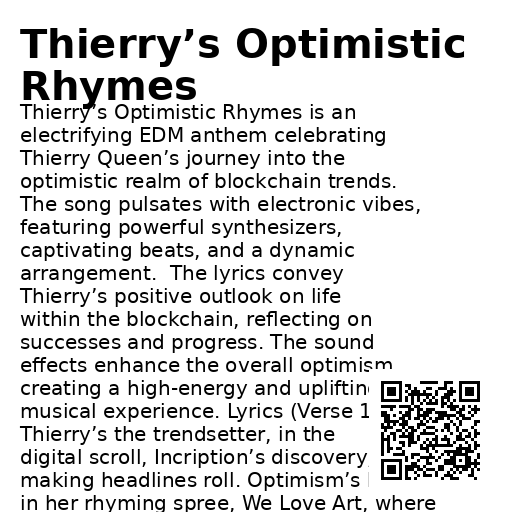 Thierry’s Optimistic
Rhymes
Thierry’s Optimistic Rhymes is an
electrifying EDM anthem celebrating
Thierry Queen’s journey into the
optimistic realm of blockchain trends.
The song pulsates with electronic vibes,
featuring powerful synthesizers,
captivating beats, and a dynamic
arrangement.  The lyrics convey
Thierry’s positive outlook on life
within the blockchain, reflecting on
successes and progress. The sound
effects enhance the overall optimism
creating a high-energy and uplifting
musical experience. Lyrics (Verse 1
Thierry’s the trendsetter, in the
digital scroll, Incription’s discovery
making headlines roll. Optimism’s
in her rhyming spree, We Love Art, where